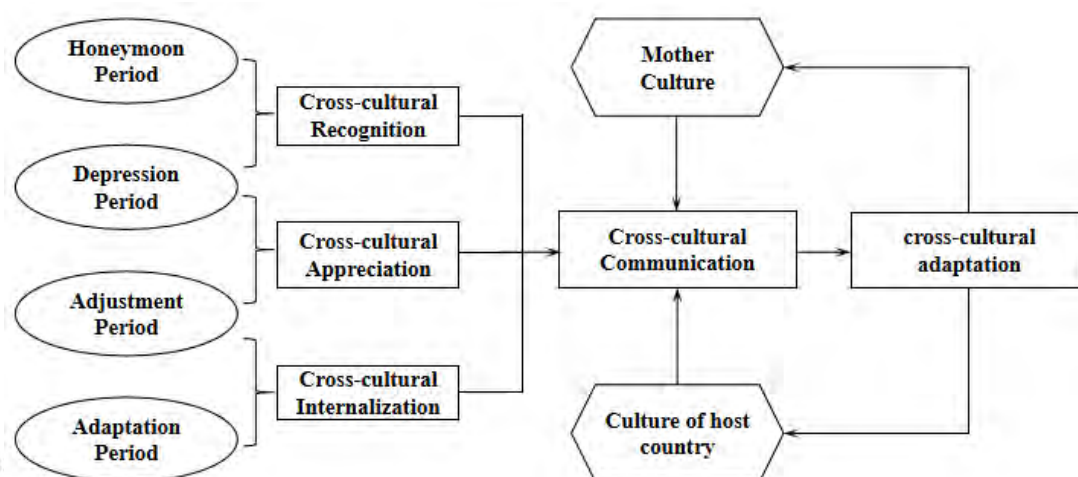 Honeymoon
Period
Depression
Period
Adjustment
Period
Adaptation
Period
Cross-cultural
Recognition
Cross-cultural
Appreciation
Cross-cultural
Internalization
Mother
Culture
Cross-cultural
Communication
Culture of host
country
cross-cultural
adaptation